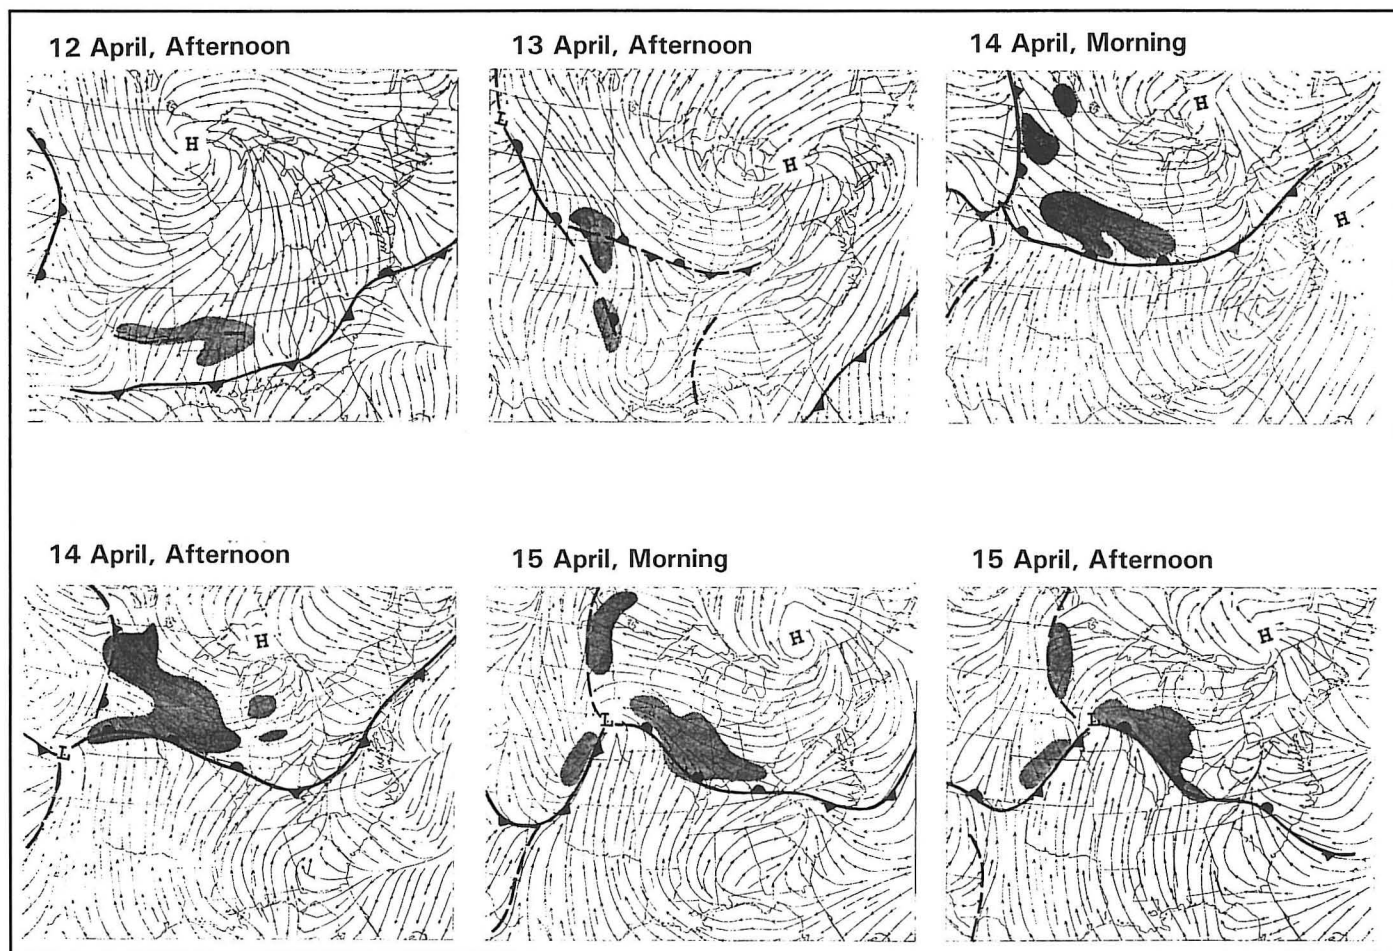 12 April, Afternoon
13 April, Afternoon
14 April, Morning
H
L
H
H
H
14 April, Afternoon
15 April, Morning
15 April, Afternoon
H
L
H
L
H
L